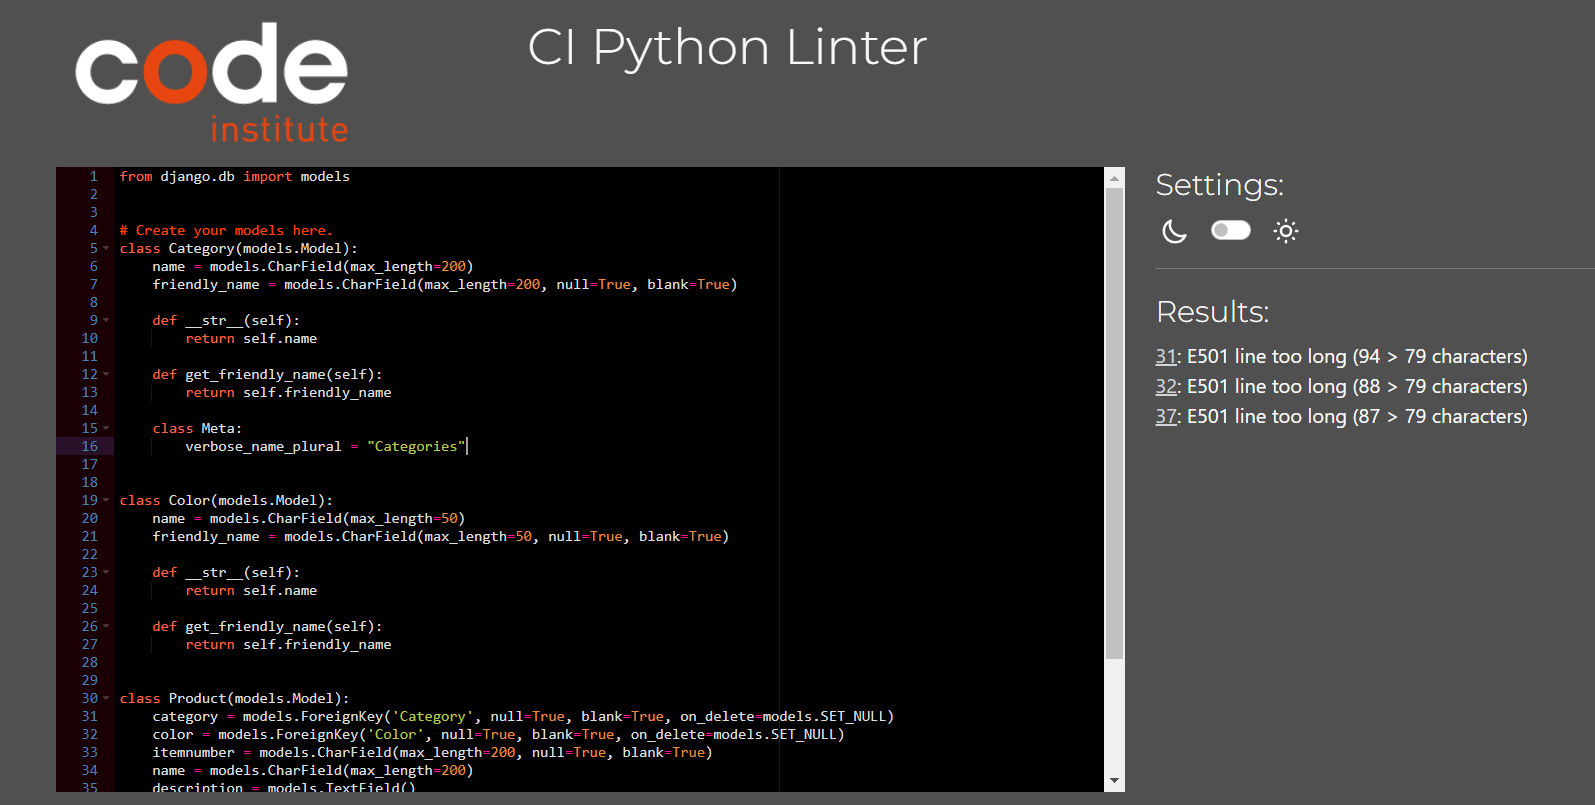 code
institute
CI Python Linter
1 from django.db import models
2
3
4 # Create your models here.
5 class Category(models.Model):
6     name = models.CharField(max_length=200)
7     friendly_name = models.CharField(max_length=200, null=True, blank=True)
8
9     def __str__(self):
10         return self.name
11
12     def get_friendly_name(self):
13         return self.friendly_name
14
15     class Meta:
16         verbose_name_plural = "Categories"
17
18
19 class Color(models.Model):
20     name = models.CharField(max_length=50)
21     friendly_name = models.CharField(max_length=50, null=True, blank=True)
22
23     def __str__(self):
24         return self.name
25
26     def get_friendly_name(self):
27         return self.friendly_name
28
29
30 class Product(models.Model):
31     category = models.ForeignKey('Category', null=True, blank=True, on_delete=models.SET_NULL)
32     color = models.ForeignKey('Color', null=True, blank=True, on_delete=models.SET_NULL)
33     itemnumber = models.CharField(max_length=200, null=True, blank=True)
34     name = models.CharField(max_length=200)
35     description = models.TextField()
Settings:
Results:
31: E501 line too long (94 > 79 characters)
32: E501 line too long (88 > 79 characters)
37: E501 line too long (87 > 79 characters)